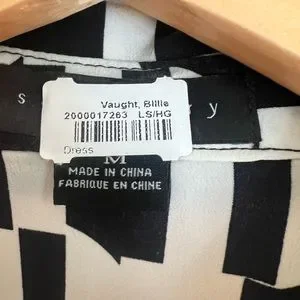 s y
Vaught, Billie
2000017263 LS/HG
Dress
M
MADE IN CHINA
FABRIQUE EN CHINE